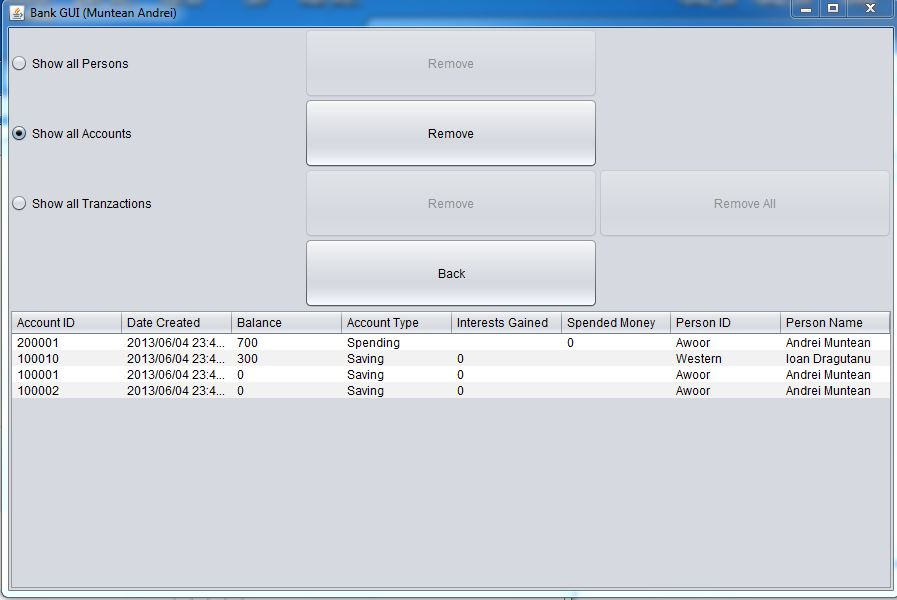 Bank GUI (Muntean Andrei)
Show all Persons
Remove
Show all Accounts
Remove
Show all Tranzactions
Remove
Remove All
Back
Account ID Date Created Balance Account Type Interests Gained Spended Money Person ID Person Name
200001 2013/06/04 23:4... 700 Spending 0 Awoor Andrei Muntean
100010 2013/06/04 23:4... 300 Saving 0 Western Ioan Dragutanu
100001 2013/06/04 23:4... 0 Saving 0 Awoor Andrei Muntean
100002 2013/06/04 23:4... 0 Saving 0 Awoor Andrei Muntean